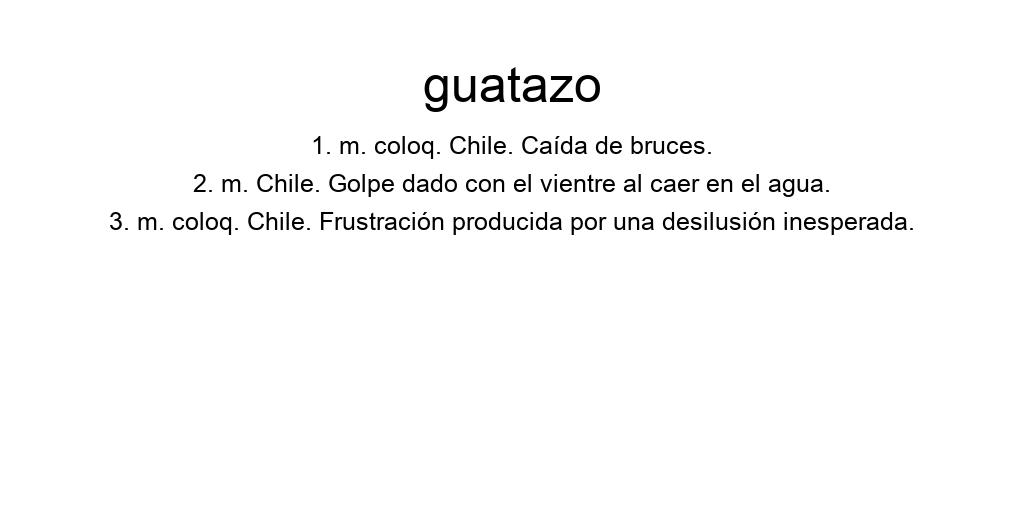 guatazo
1. m. coloq. Chile. Caída de bruces.
2. m. Chile. Golpe dado con el vientre al caer en el agua.
3. m. coloq. Chile. Frustración producida por una desilusión inesperada.